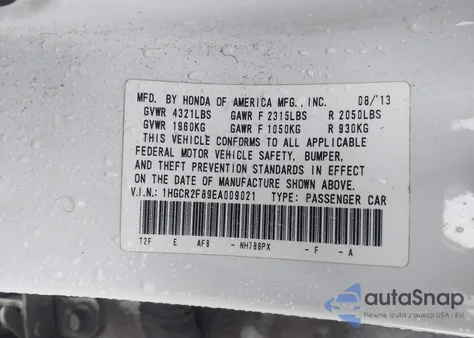 MFD. BY HONDA OF AMERICA MFG., INC. 08/'13
GVWR 4321LBS GAWR F 2315LBS R 2050LBS
GVWR 1960KG GAWR F 1050KG R 930KG
THIS VEHICLE CONFORMS TO ALL APPLICABLE
FEDERAL MOTOR VEHICLE SAFETY, BUMPER,
AND THEFT PREVENTION STANDARDS IN EFFECT
ON THE DATE OF MANUFACTURE SHOWN ABOVE.
V.I.N.: 1HGCR2F89EA009021 TYPE: PASSENGER CAR
T2F E AF8 - NH788PX - F - A
autoSnap
Pewne auta z aukcji USA i EU